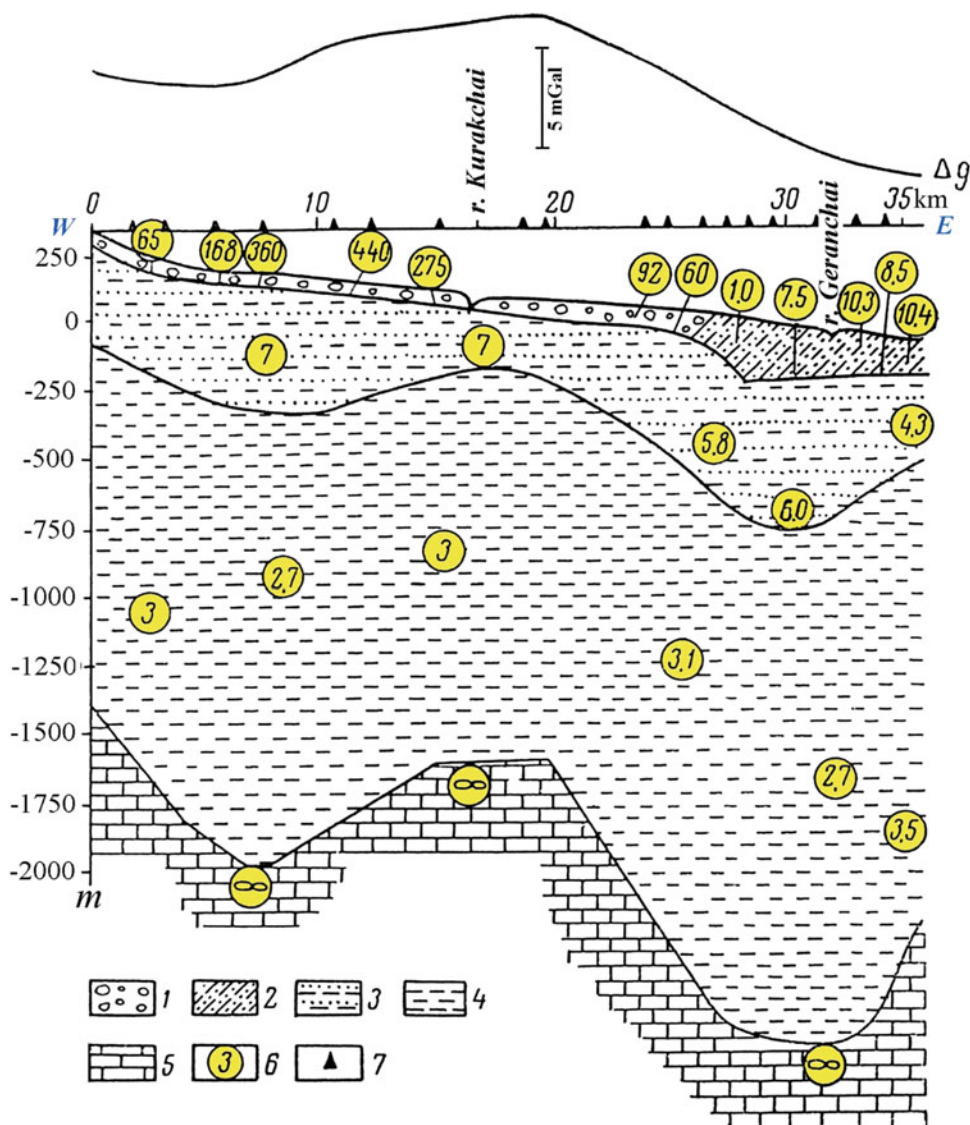 r. Kurakchai
5 mGal
Δg
r. Geranchai
0 10 20 30 35 km
W E
65 168 360 440 275 92 60 1,0 7.5 10,3 8,5 10,4
250
0
7 7
-250
5.8 4,3
-500
6.0
-750
3
2,7
-1000
3
3,1
-1250
-1500
∞
2,7
-1750
3,5
-2000
∞
m
1 2 3 4
∞
5 3 6 7